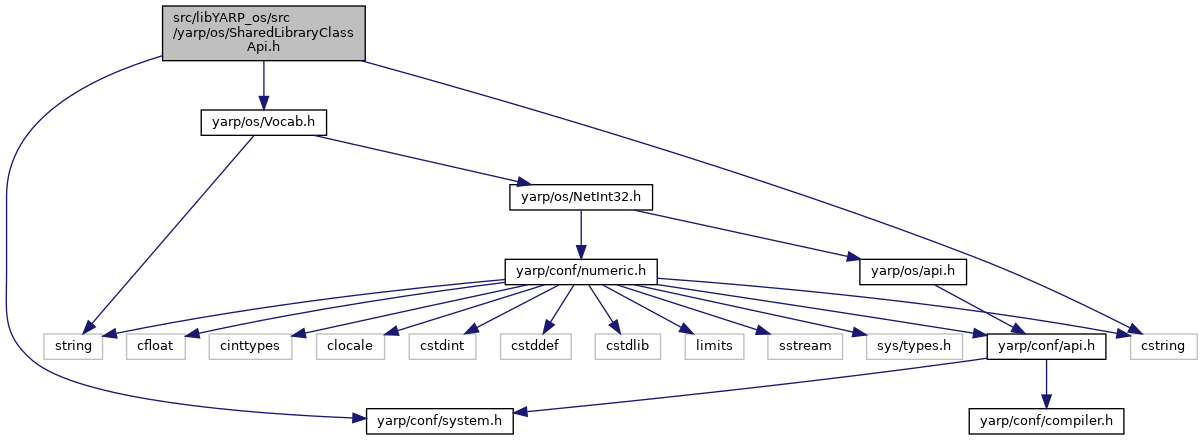 src/libYARP_os/src
/yarp/os/SharedLibraryClass
Api.h
yarp/os/Vocab.h
yarp/os/NetInt32.h
yarp/conf/numeric.h
yarp/os/api.h
string
cfloat
cinttypes
clocale
cstdint
cstddef
cstdlib
limits
sstream
sys/types.h
yarp/conf/api.h
cstring
yarp/conf/system.h
yarp/conf/compiler.h